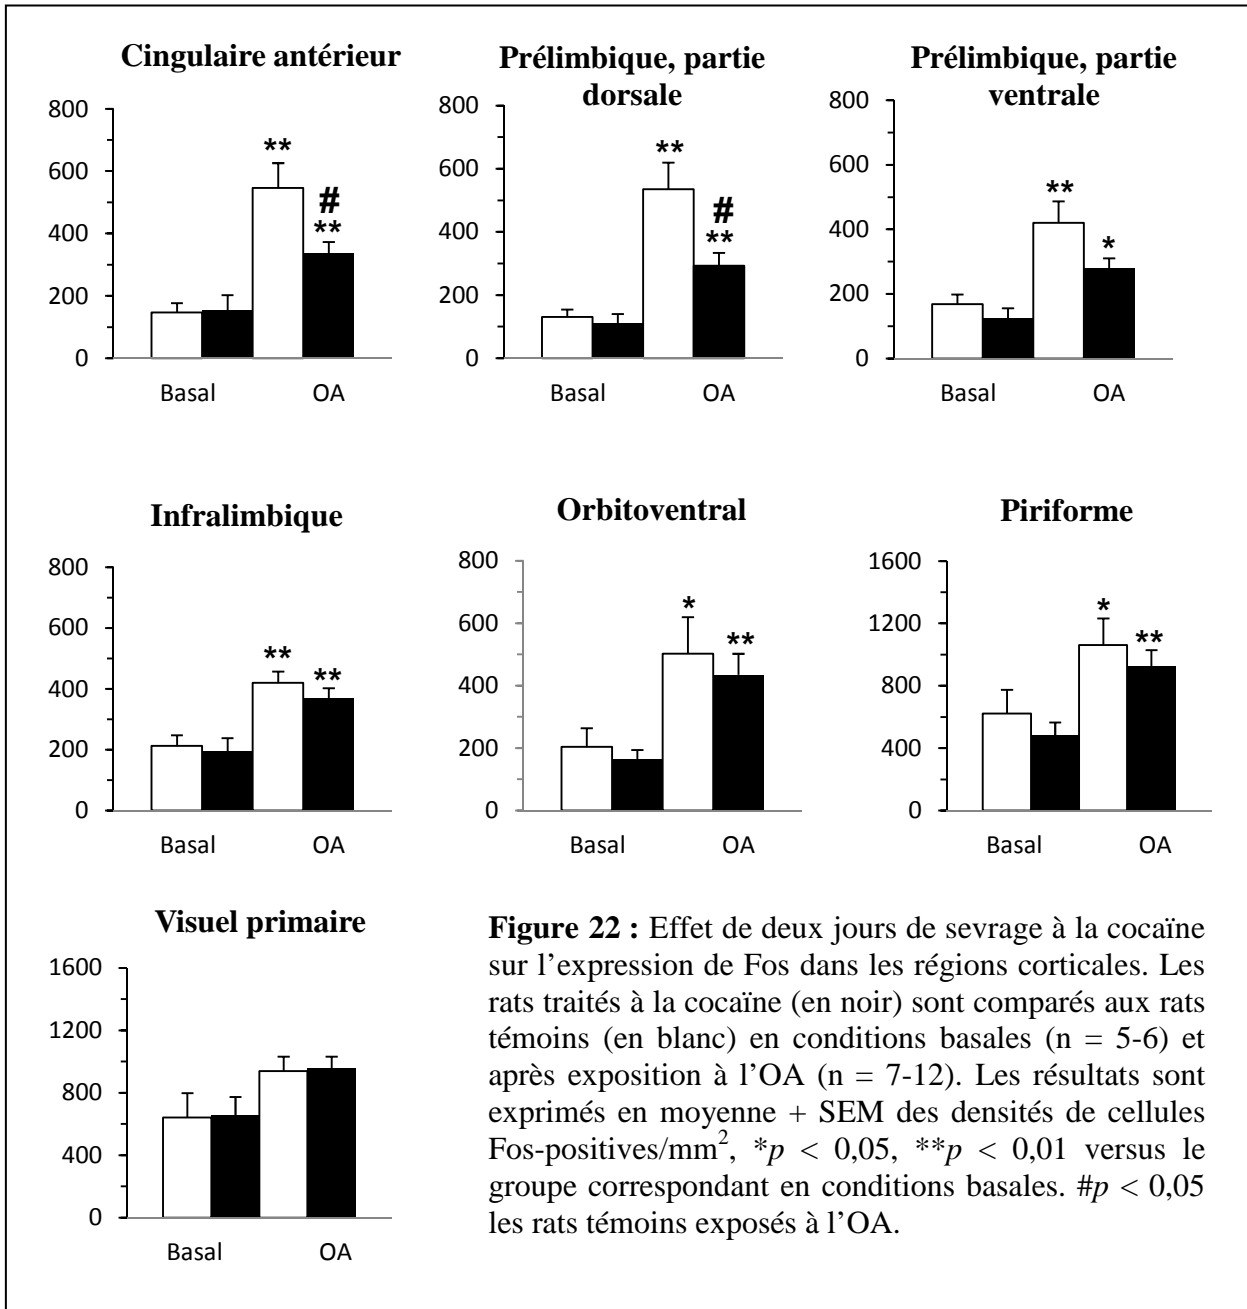 Cingulaire antérieur
800
600
400
200
0
**
#
**
Basal OA
Prélimbique, partie
dorsale
800
600
400
200
0
**
#
**
Basal OA
Prélimbique, partie
ventrale
800
600
400
200
0
**
*
Basal OA
Infralimbique
800
600
400
200
0
**
**
Basal OA
Orbitoventral
800
600
400
200
0
*
**
Basal OA
Piriforme
1600
1200
800
400
0
*
**
Basal OA
Visuel primaire
1600
1200
800
400
0
Basal OA
Figure 22 : Effet de deux jours de sevrage à la cocaïne
sur l’expression de Fos dans les régions corticales. Les
rats traités à la cocaïne (en noir) sont comparés aux rats
témoins (en blanc) en conditions basales (n = 5-6) et
après exposition à l’OA (n = 7-12). Les résultats sont
exprimés en moyenne + SEM des densités de cellules
Fos-positives/mm², *p < 0,05, **p < 0,01 versus le
groupe correspondant en conditions basales. #p < 0,05
les rats témoins exposés à l’OA.